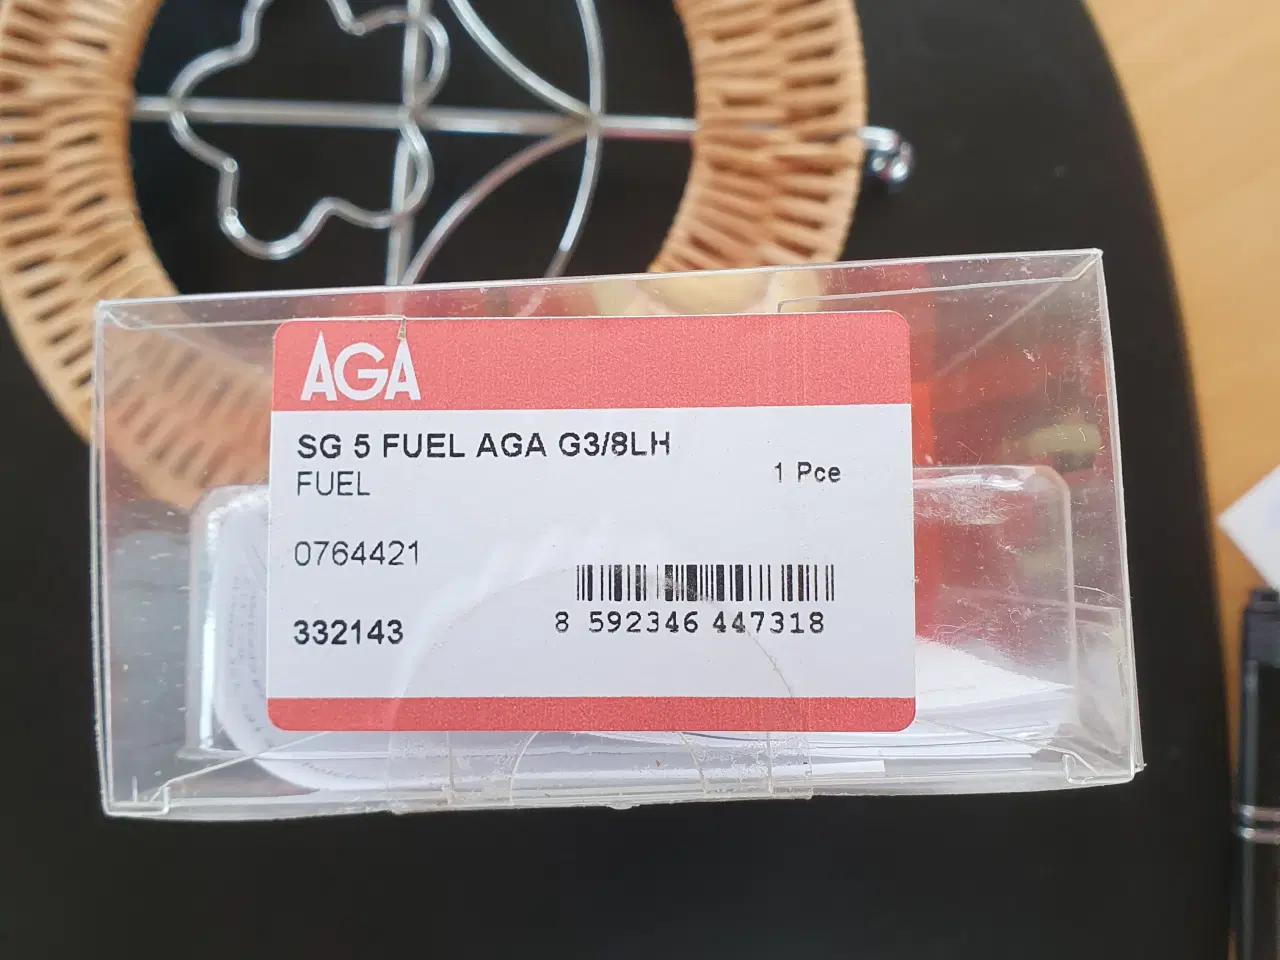 AGA
SG 5 FUEL AGA G3/8LH
FUEL
1 Pce
0764421
332143
8 592346 447318